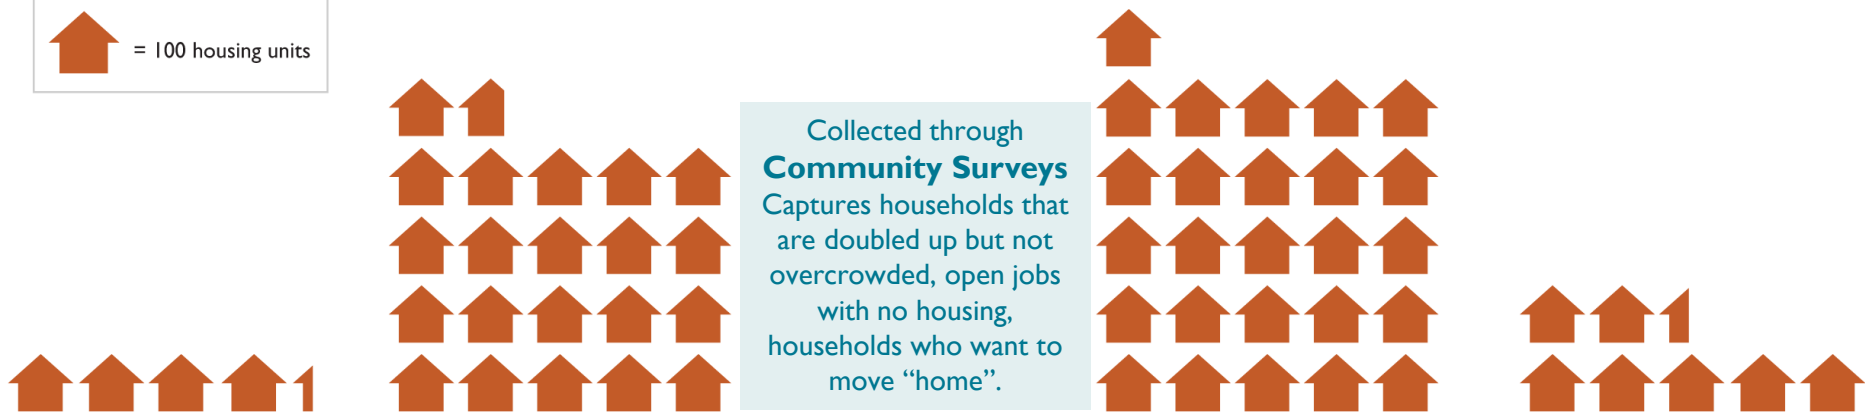 = 100 housing units
Collected through
Community Surveys
Captures households that
are doubled up but not
overcrowded, open jobs
with no housing,
households who want to
move “home”.